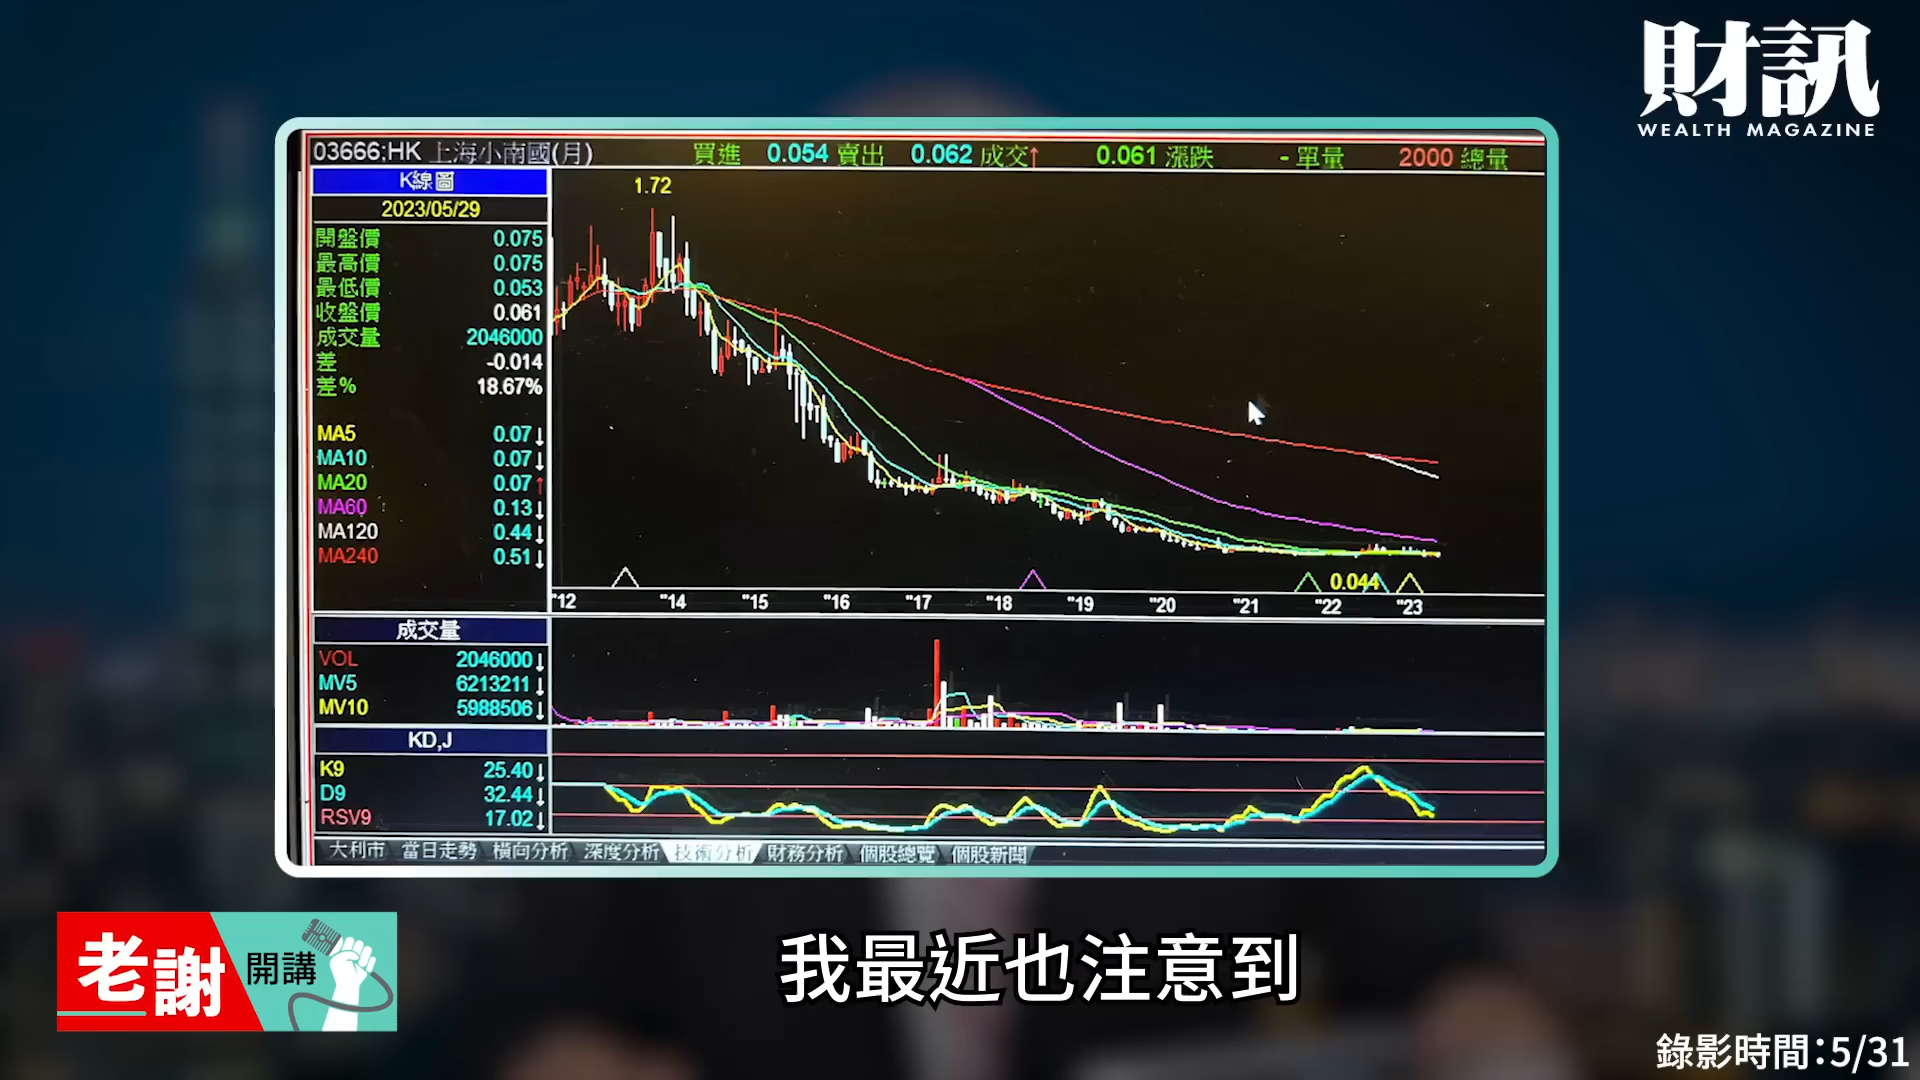 財訊
WEALTH MAGAZINE
03666:HK 上海小南國(月) 買進 0.054 賣出 0.062 成交↑ 0.061 漲跌 - 單量 2000 總量
K線圖
2023/05/29
開盤價 0.075
最高價 0.075
最低價 0.053
收盤價 0.061
成交量 2046000
差 -0.014
差% 18.67%
MA5 0.07↓
MA10 0.07↓
MA20 0.07↑
MA60 0.13↓
MA120 0.44↓
MA240 0.51↓
1.72
0.044
"12 "14 "15 "16 "17 "18 "19 "20 "21 "22 "23
成交量
VOL 2046000↓
MV5 6213211↓
MV10 5988506↓
KD,J
K9 25.40↓
D9 32.44↓
RSV9 17.02↓
大利市 當日走勢 橫向分析 深度分析 技術分析 財務分析 個股總覽 個股新聞
老謝 開講
我最近也注意到
錄影時間:5/31